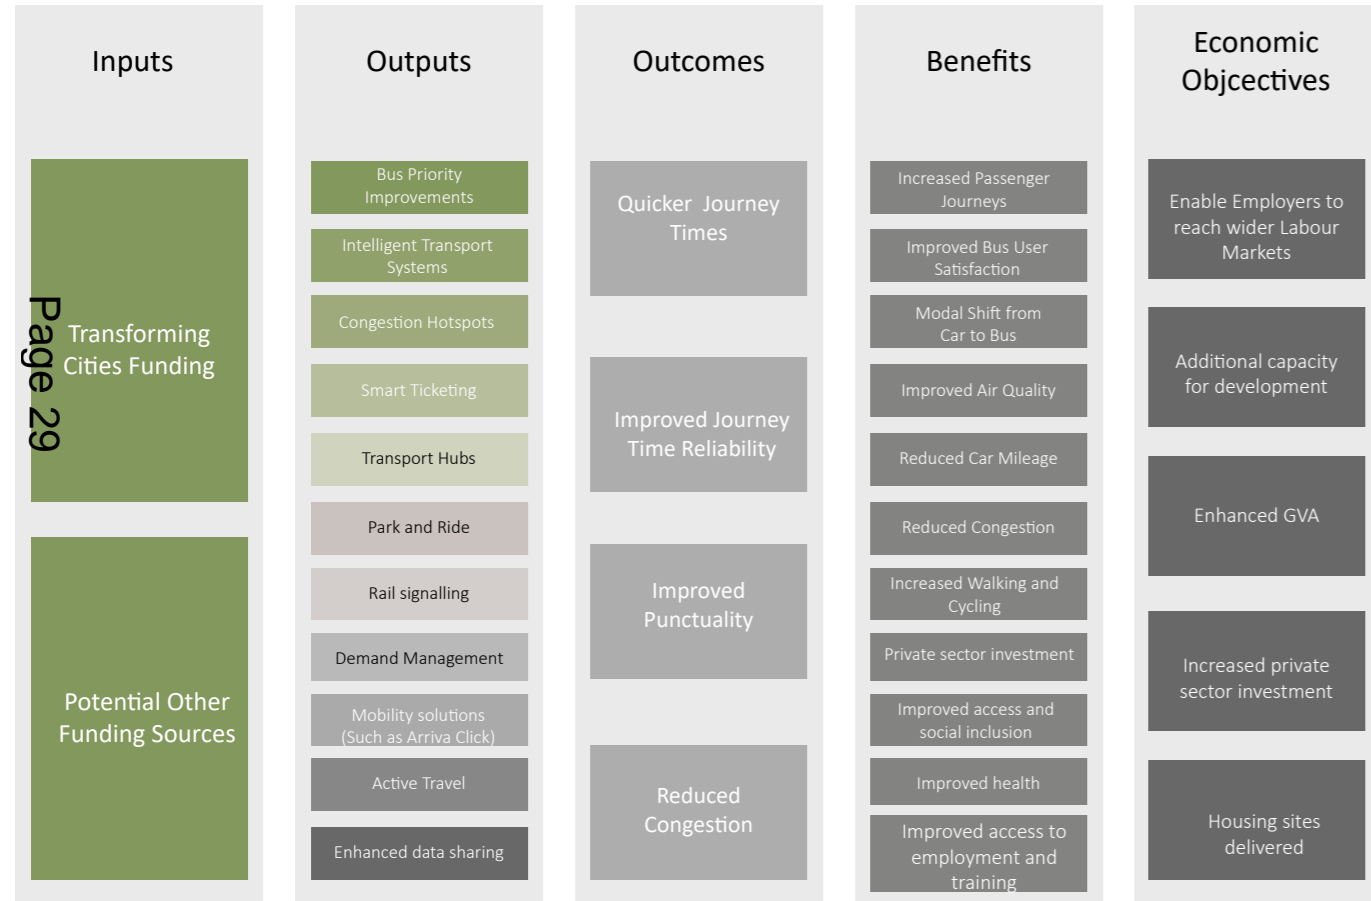 Inputs
Transforming
Cities Funding
Potential Other
Funding Sources
Page 29
Outputs
Bus Priority
Improvements
Intelligent Transport
Systems
Congestion Hotspots
Smart Ticketing
Transport Hubs
Park and Ride
Rail signalling
Demand Management
Mobility solutions
(Such as Arriva Click)
Active Travel
Enhanced data sharing
Outcomes
Quicker Journey
Times
Improved Journey
Time Reliability
Improved
Punctuality
Reduced
Congestion
Benefits
Increased Passenger
Journeys
Improved Bus User
Satisfaction
Modal Shift from
Car to Bus
Improved Air Quality
Reduced Car Mileage
Reduced Congestion
Increased Walking and
Cycling
Private sector investment
Improved access and
social inclusion
Improved health
Improved access to
employment and
training
Economic
Objcectives
Enable Employers to
reach wider Labour
Markets
Additional capacity
for development
Enhanced GVA
Increased private
sector investment
Housing sites
delivered